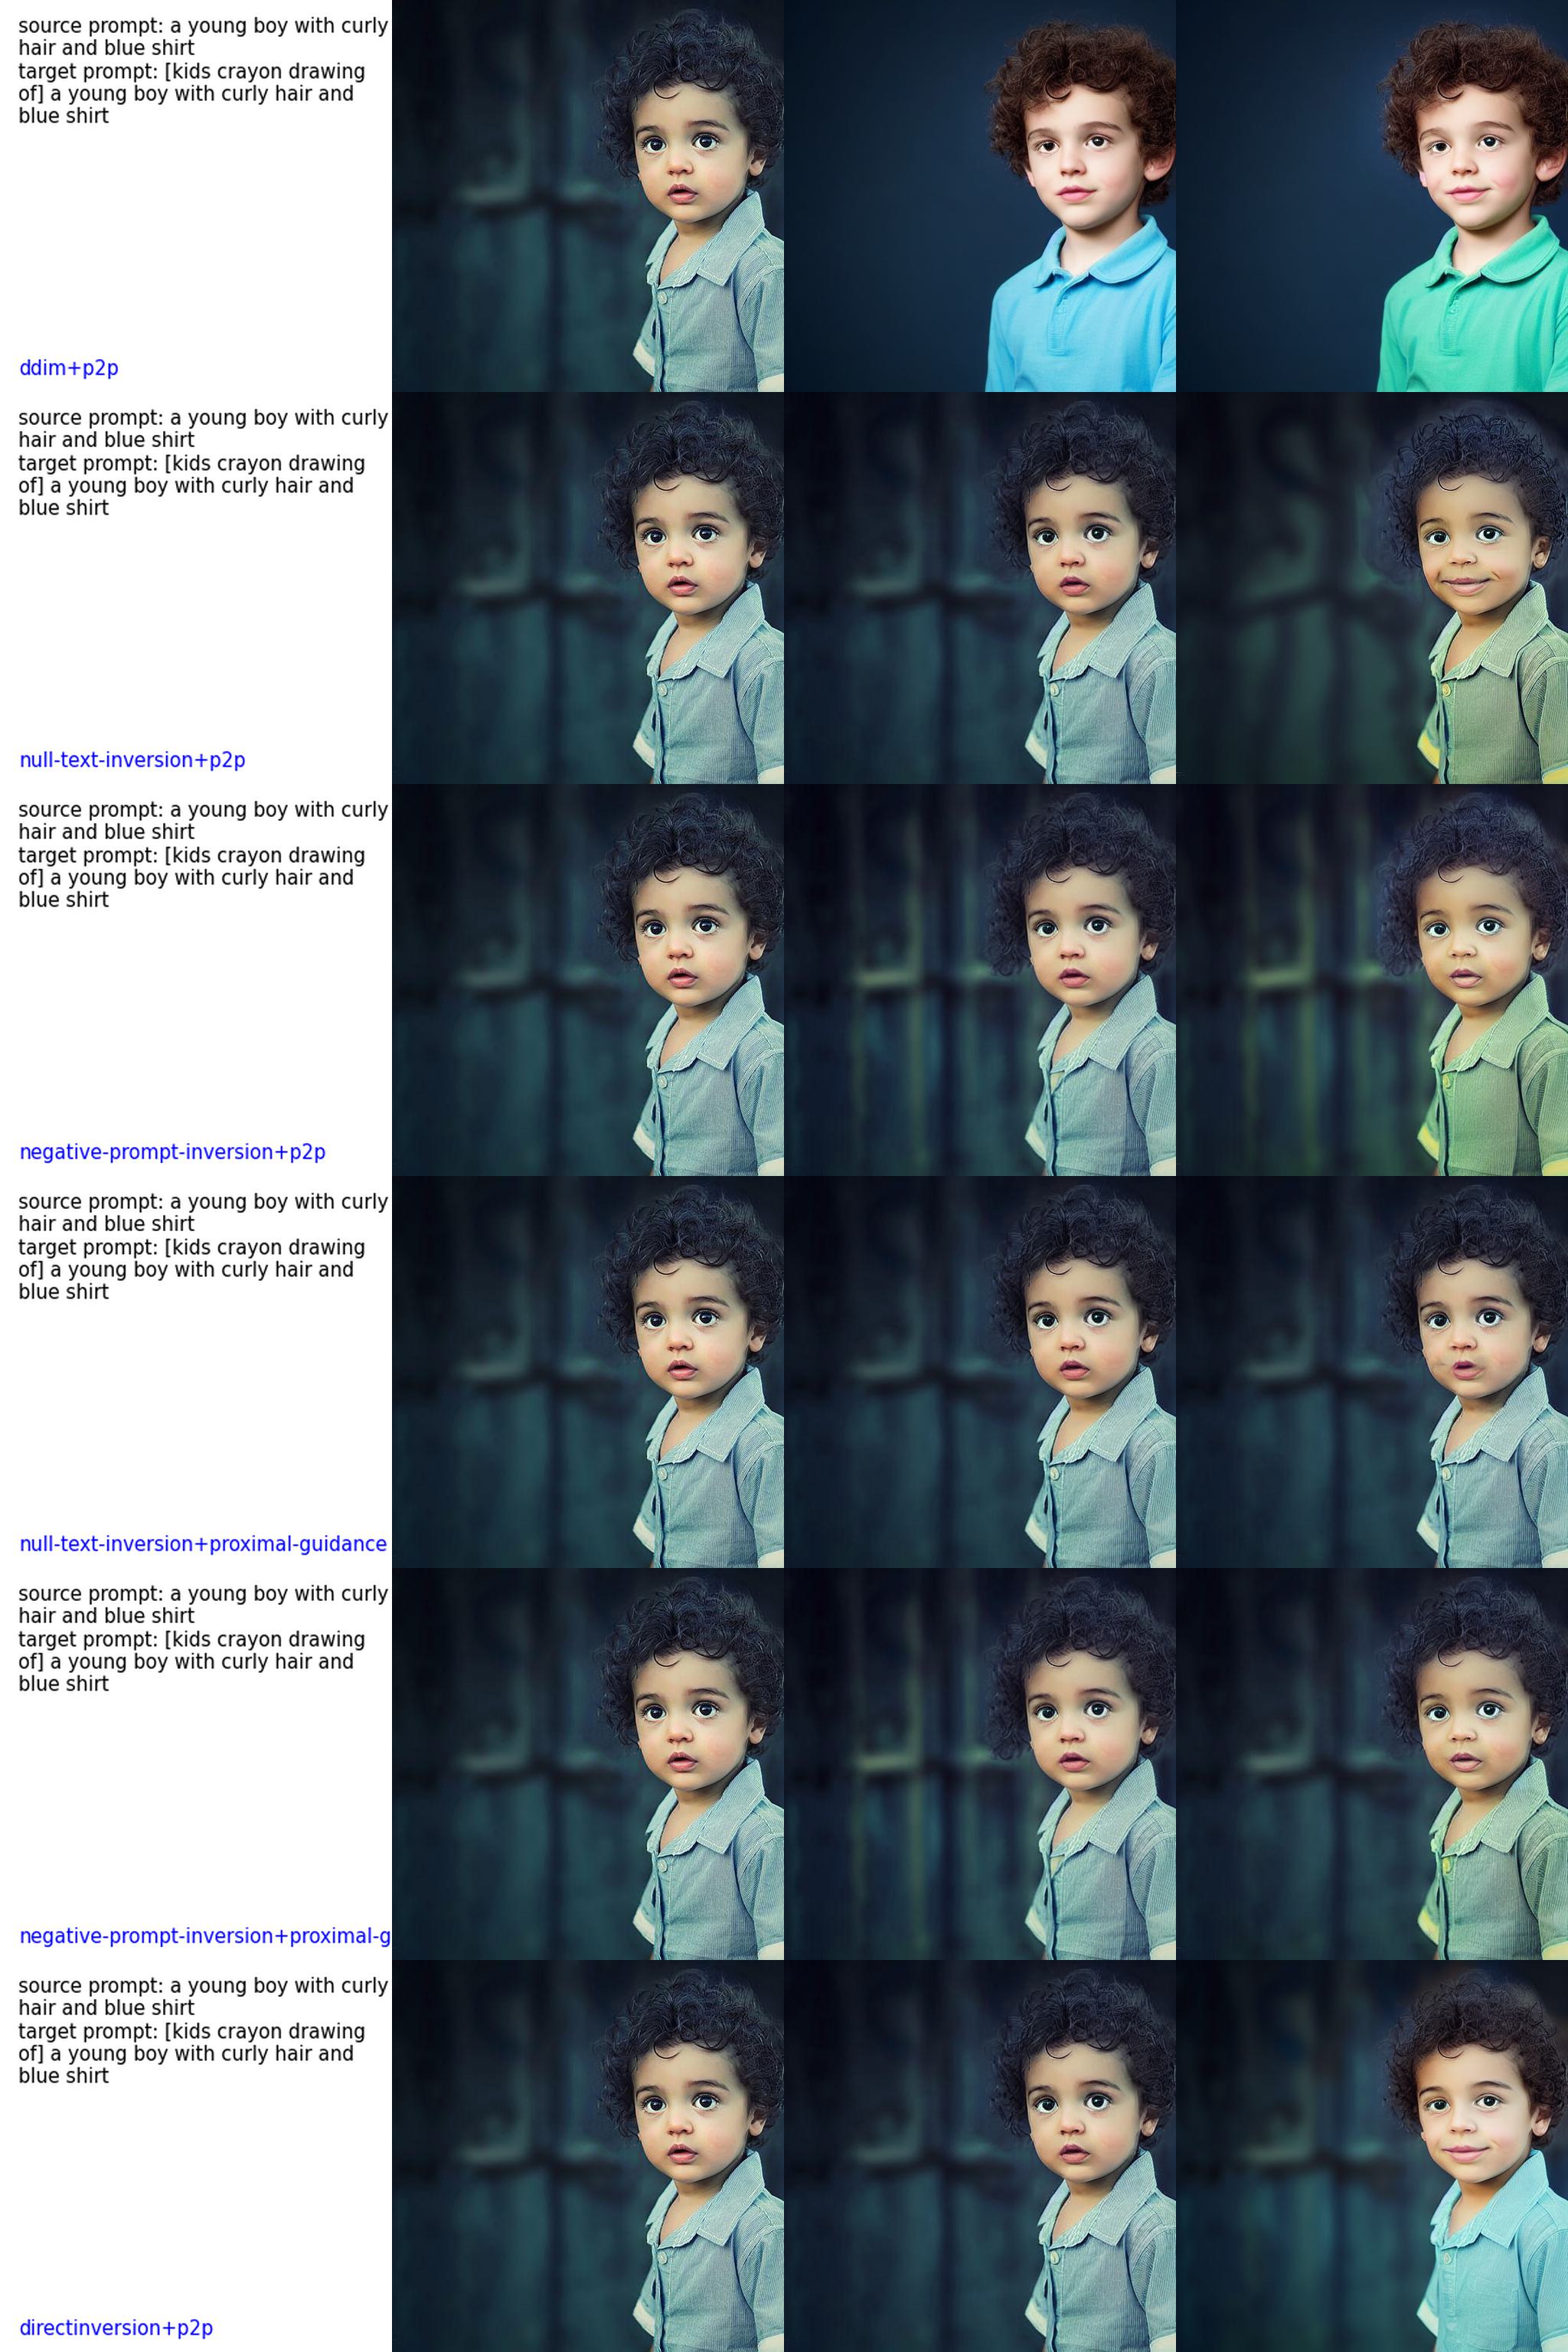 source prompt: a young boy with curly
hair and blue shirt
target prompt: [kids crayon drawing
of] a young boy with curly hair and
blue shirt
ddim+p2p
source prompt: a young boy with curly
hair and blue shirt
target prompt: [kids crayon drawing
of] a young boy with curly hair and
blue shirt
null-text-inversion+p2p
source prompt: a young boy with curly
hair and blue shirt
target prompt: [kids crayon drawing
of] a young boy with curly hair and
blue shirt
negative-prompt-inversion+p2p
source prompt: a young boy with curly
hair and blue shirt
target prompt: [kids crayon drawing
of] a young boy with curly hair and
blue shirt
null-text-inversion+proximal-guidance
source prompt: a young boy with curly
hair and blue shirt
target prompt: [kids crayon drawing
of] a young boy with curly hair and
blue shirt
negative-prompt-inversion+proximal-g
source prompt: a young boy with curly
hair and blue shirt
target prompt: [kids crayon drawing
of] a young boy with curly hair and
blue shirt
directinversion+p2p